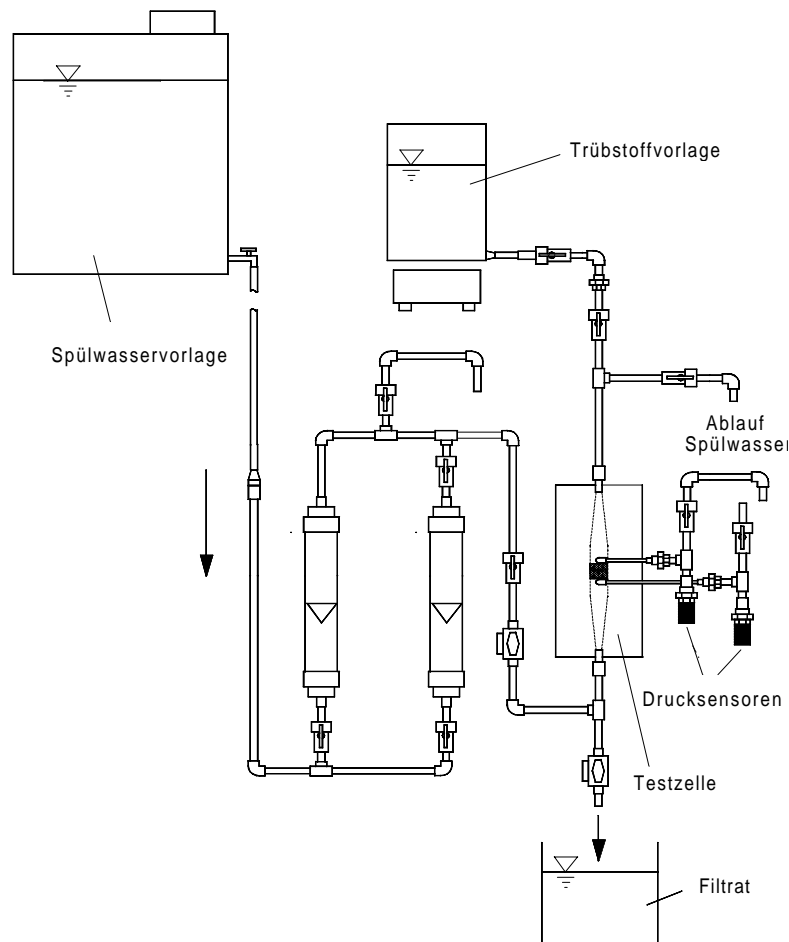 Trübstoffvorlage
Spülwasservorlage
Ablauf
Spülwasser
Drucksensoren
Testzelle
Filtrat